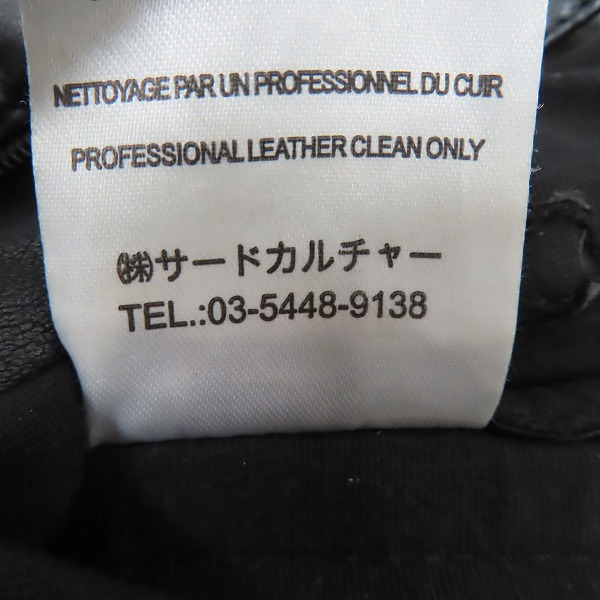 NETTOYAGE PAR UN PROFESSIONNEL DU CUIR
PROFESSIONAL LEATHER CLEAN ONLY
㈱サードカルチャー
TEL.:03-5448-9138